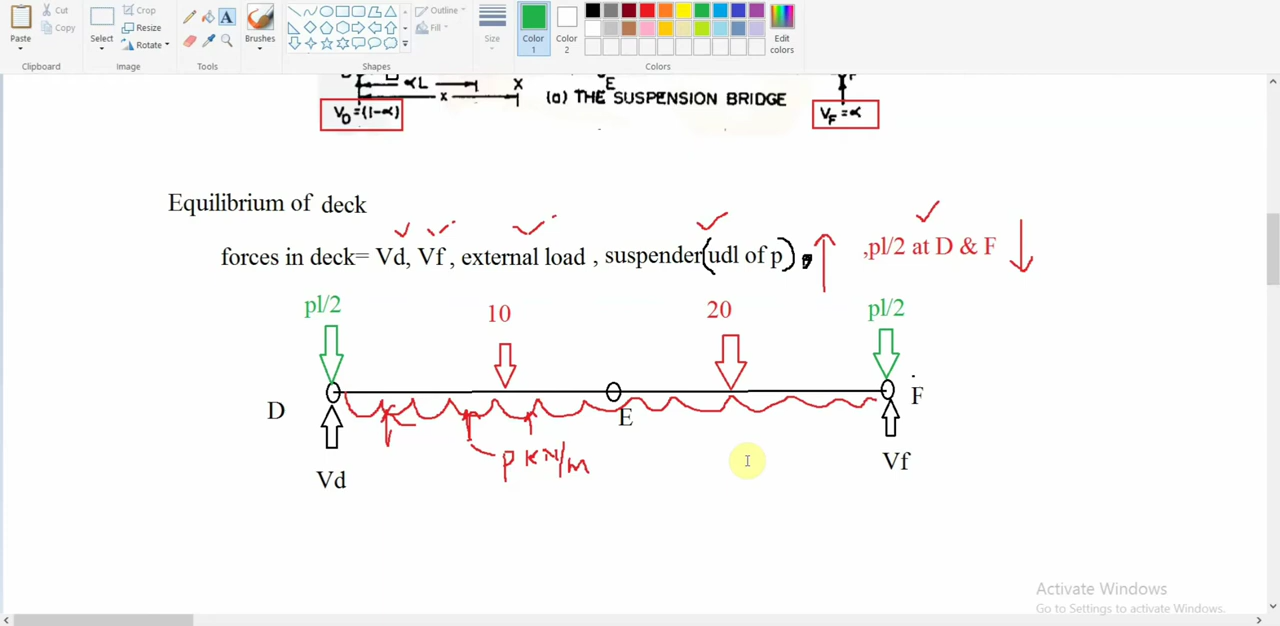 Cut
Crop
Outline
Copy
Resize
Fill
Paste
Select
Rotate
Brushes
Size
Color
1
Color
2
Edit
colors
Clipboard
Image
Tools
Shapes
Colors
αL
x
X
E
(a) THE SUSPENSION BRIDGE
VD=(1-α)
VF=α
Equilibrium of deck
forces in deck= Vd, Vf , external load , suspender(udl of p), ,pl/2 at D & F
pl/2 10 20 pl/2
D E F
p KN/m
Vd Vf
Activate Windows
Go to Settings to activate Windows.